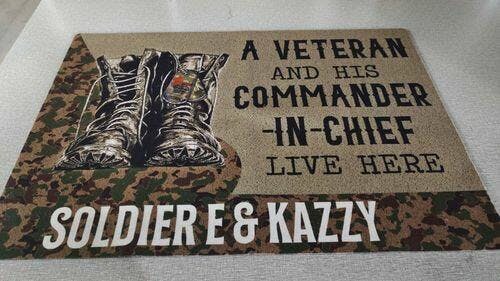 A VETERAN
AND HIS
COMMANDER
-IN-CHIEF
LIVE HERE
SOLDIER E & KAZZY